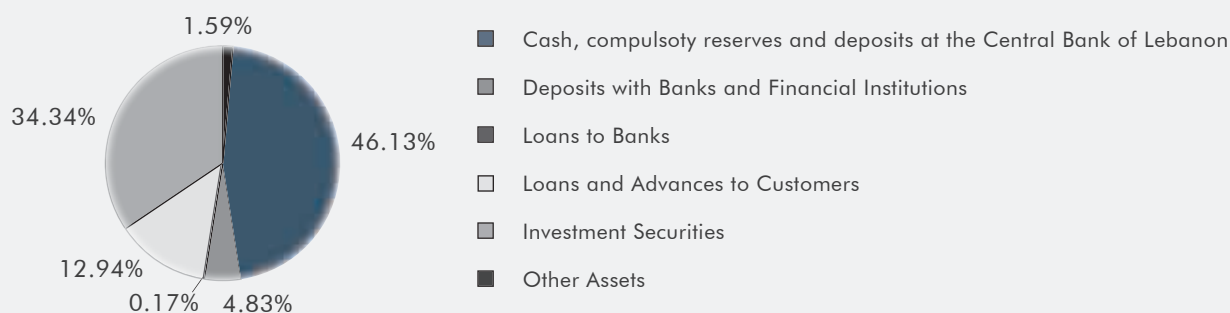 1.59%
34.34%
46.13%
12.94%
0.17%
4.83%
Cash, compulsoty reserves and deposits at the Central Bank of Lebanon
Deposits with Banks and Financial Institutions
Loans to Banks
Loans and Advances to Customers
Investment Securities
Other Assets